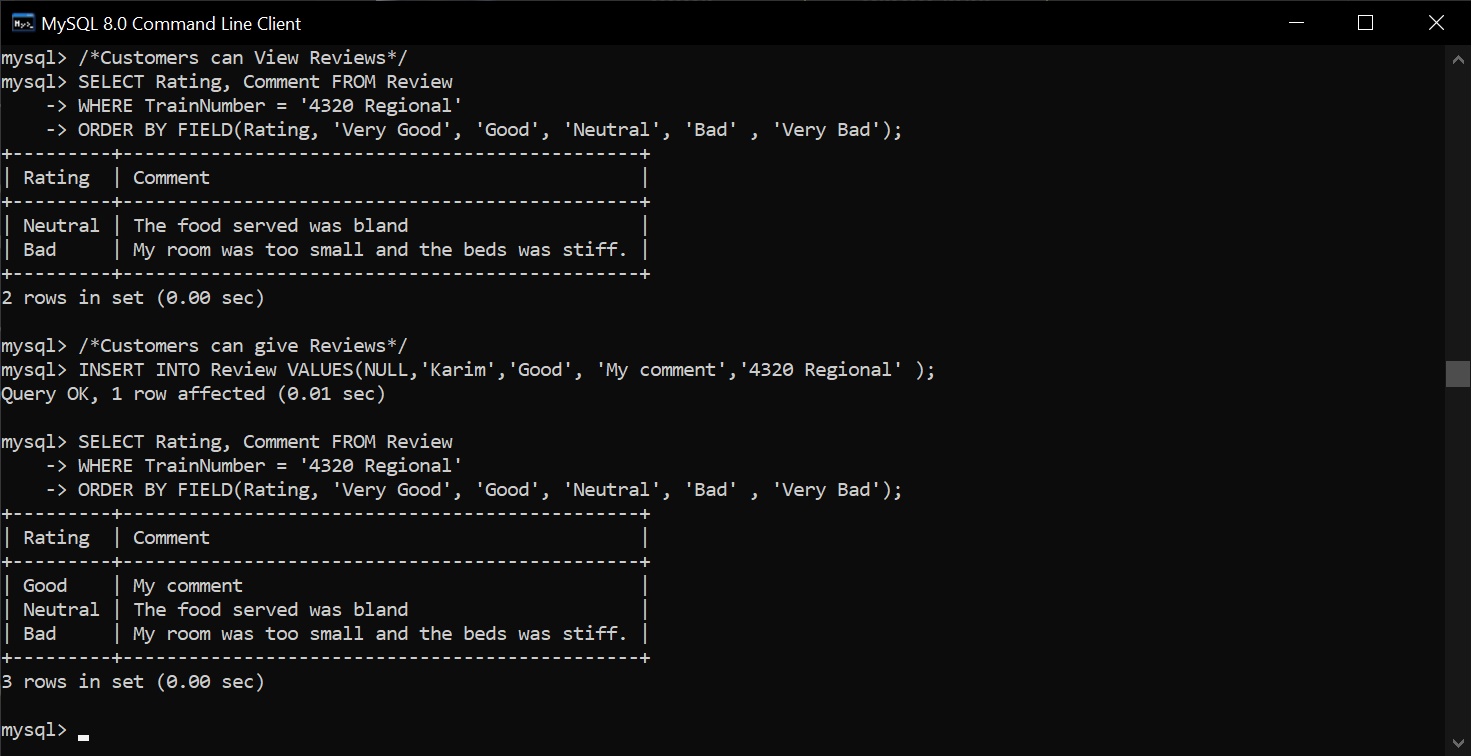 MySQL 8.0 Command Line Client
mysql> /*Customers can View Reviews*/
mysql> SELECT Rating, Comment FROM Review
    -> WHERE TrainNumber = '4320 Regional'
    -> ORDER BY FIELD(Rating, 'Very Good', 'Good', 'Neutral', 'Bad' , 'Very Bad');
+---------+-----------------------------------------------+
| Rating  | Comment                                       |
+---------+-----------------------------------------------+
| Neutral | The food served was bland                     |
| Bad     | My room was too small and the beds was stiff. |
+---------+-----------------------------------------------+
2 rows in set (0.00 sec)

mysql> /*Customers can give Reviews*/
mysql> INSERT INTO Review VALUES(NULL,'Karim','Good', 'My comment','4320 Regional' );
Query OK, 1 row affected (0.01 sec)

mysql> SELECT Rating, Comment FROM Review
    -> WHERE TrainNumber = '4320 Regional'
    -> ORDER BY FIELD(Rating, 'Very Good', 'Good', 'Neutral', 'Bad' , 'Very Bad');
+---------+-----------------------------------------------+
| Rating  | Comment                                       |
+---------+-----------------------------------------------+
| Good    | My comment                                    |
| Neutral | The food served was bland                     |
| Bad     | My room was too small and the beds was stiff. |
+---------+-----------------------------------------------+
3 rows in set (0.00 sec)

mysql>